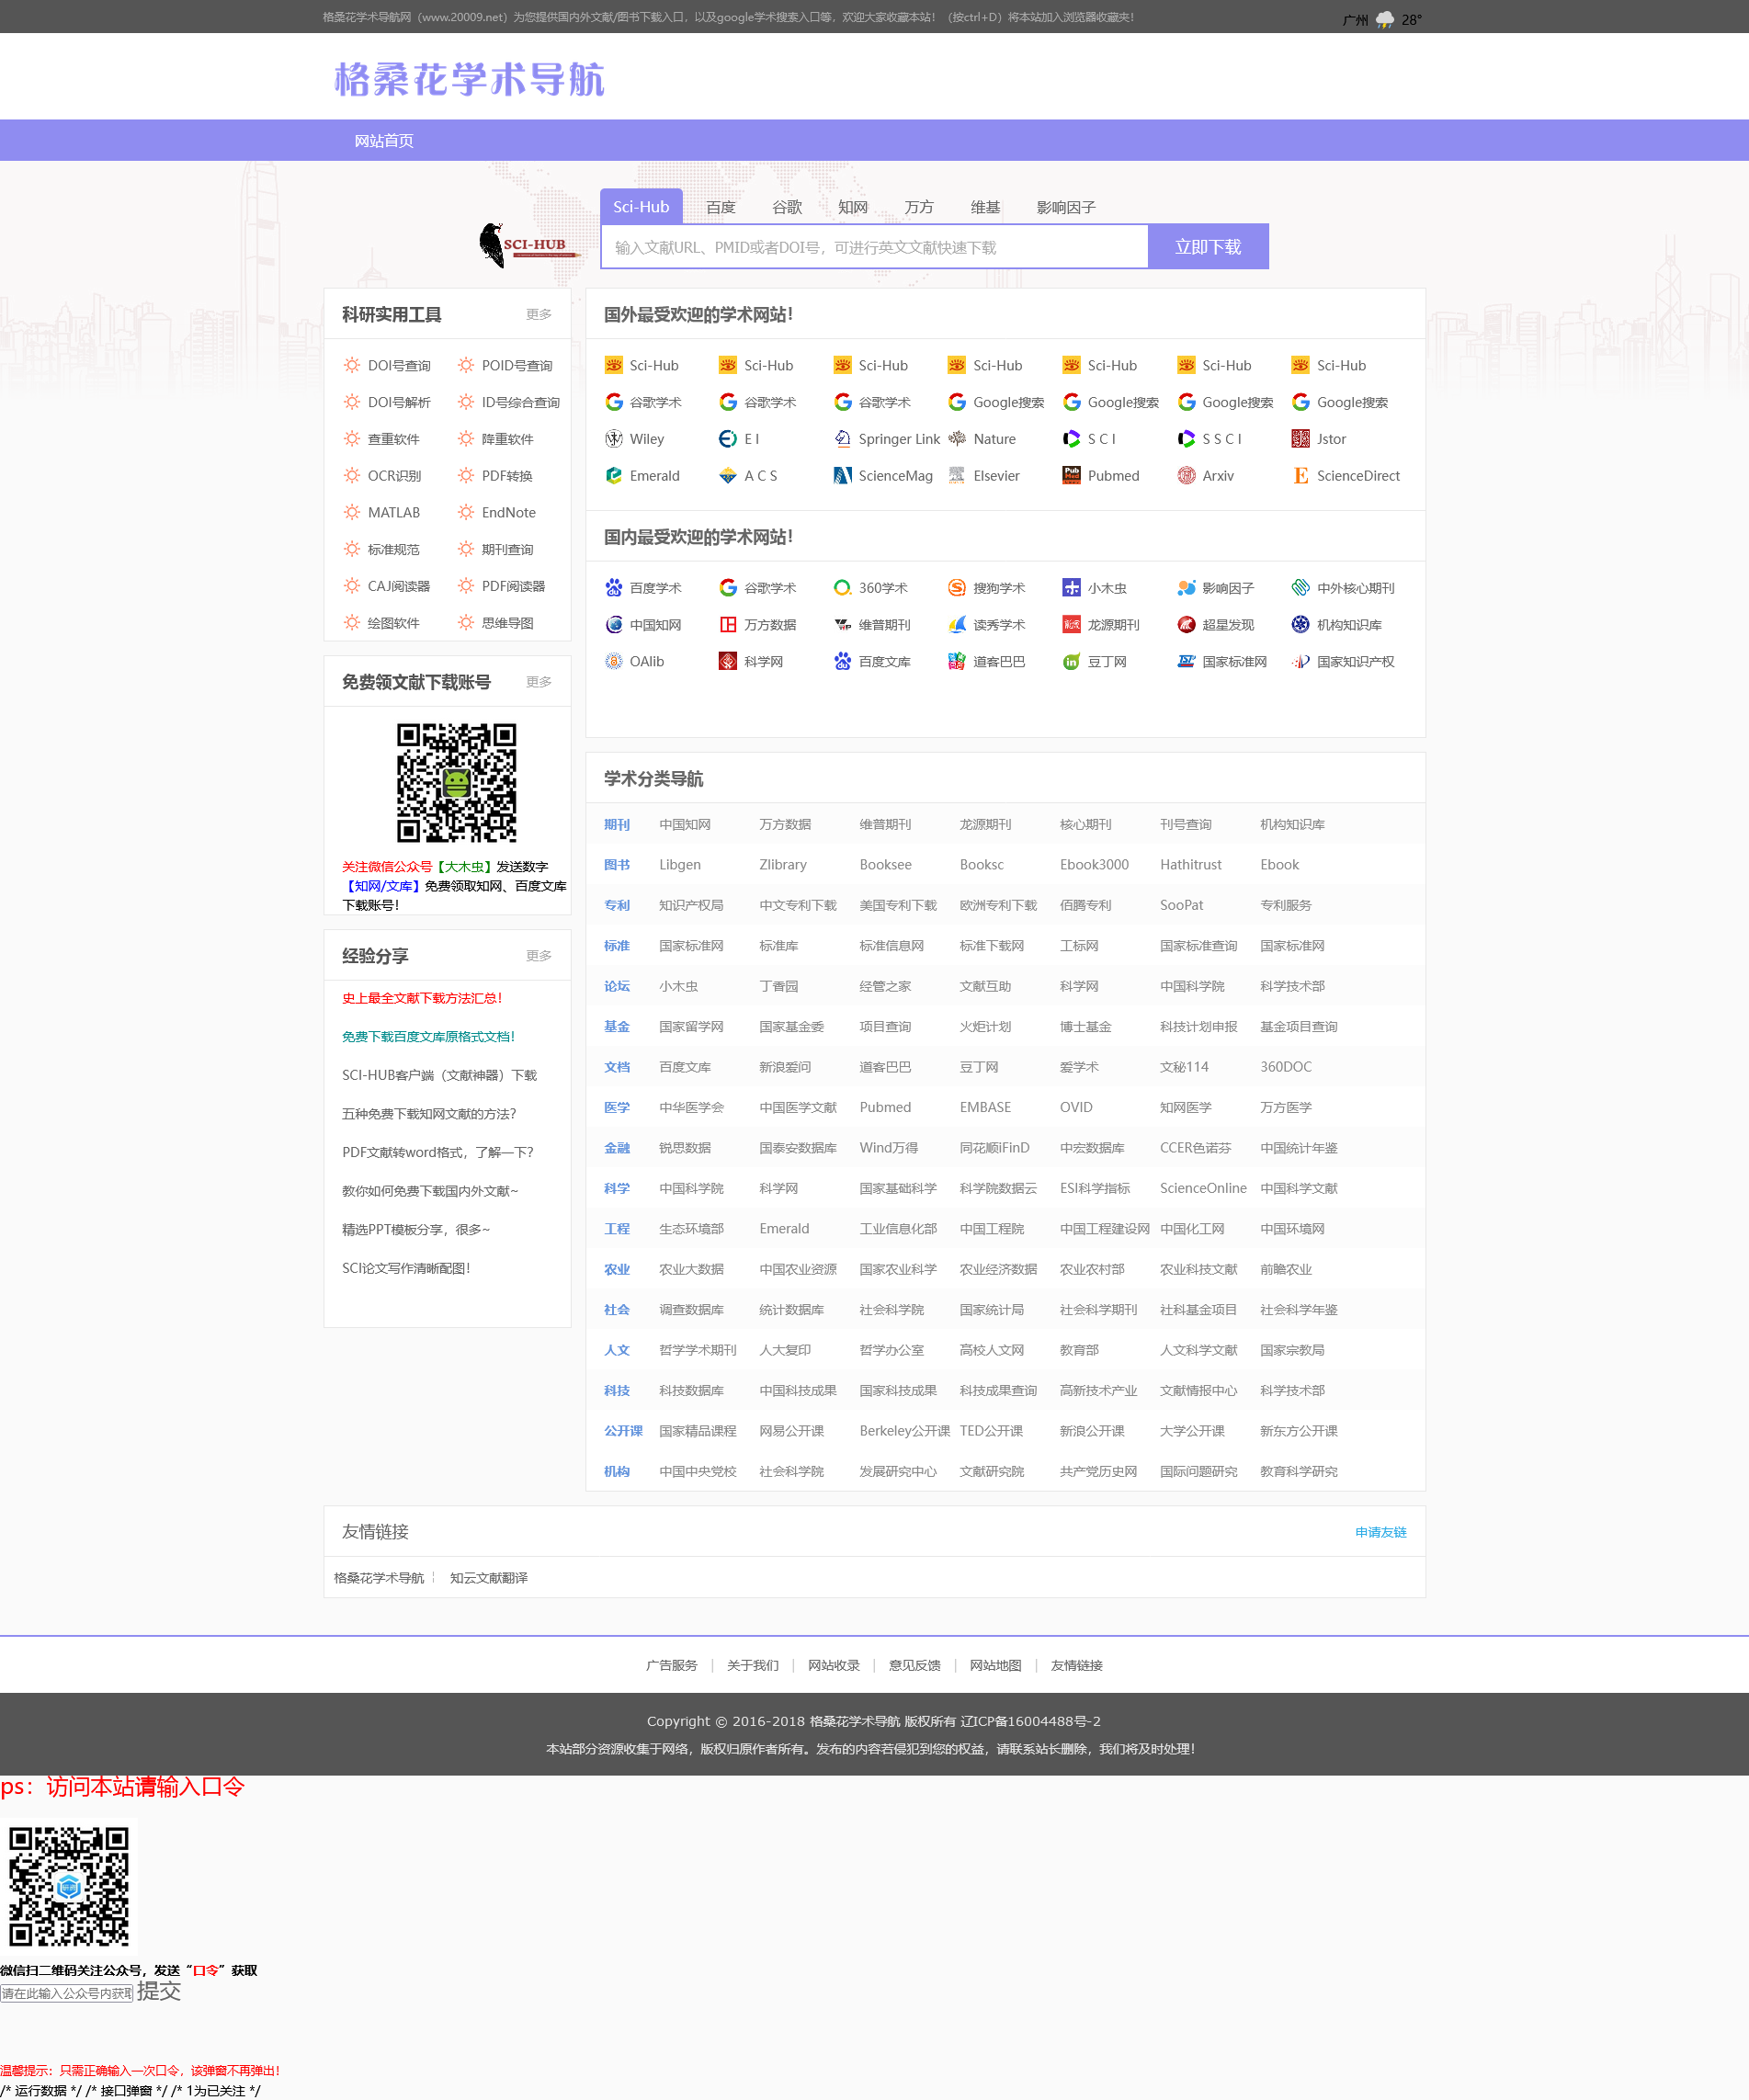 格桑花学术导航网（www.20009.net）为您提供国内外文献/图书下载入口，以及google学术搜索入口等，欢迎大家收藏本站！（按ctrl+D）将本站加入浏览器收藏夹！ 广州 28°
格桑花学术导航
网站首页
Sci-Hub 百度 谷歌 知网 万方 维基 影响因子
SCI-HUB 输入文献URL、PMID或者DOI号，可进行英文文献快速下载 立即下载
科研实用工具 更多
DOI号查询 POID号查询
DOI号解析 ID号综合查询
查重软件 降重软件
OCR识别 PDF转换
MATLAB EndNote
标准规范 期刊查询
CAJ阅读器 PDF阅读器
绘图软件 思维导图
免费领文献下载账号 更多
关注微信公众号【大木虫】发送数字
【知网/文库】免费领取知网、百度文库
下载账号！
经验分享 更多
史上最全文献下载方法汇总！
免费下载百度文库原格式文档！
SCI-HUB客户端（文献神器）下载
五种免费下载知网文献的方法？
PDF文献转word格式，了解一下？
教你如何免费下载国内外文献~
精选PPT模板分享，很多~
SCI论文写作清晰配图！
国外最受欢迎的学术网站！
Sci-Hub Sci-Hub Sci-Hub Sci-Hub Sci-Hub Sci-Hub Sci-Hub
谷歌学术 谷歌学术 谷歌学术 Google搜索 Google搜索 Google搜索 Google搜索
Wiley E I Springer Link Nature S C I S S C I Jstor
Emerald A C S ScienceMag Elsevier Pubmed Arxiv ScienceDirect
国内最受欢迎的学术网站！
百度学术 谷歌学术 360学术 搜狗学术 小木虫 影响因子 中外核心期刊
中国知网 万方数据 维普期刊 读秀学术 龙源期刊 超星发现 机构知识库
OAlib 科学网 百度文库 道客巴巴 豆丁网 国家标准网 国家知识产权
学术分类导航
期刊 中国知网 万方数据 维普期刊 龙源期刊 核心期刊 刊号查询 机构知识库
图书 Libgen Zlibrary Booksee Booksc Ebook3000 Hathitrust Ebook
专利 知识产权局 中文专利下载 美国专利下载 欧洲专利下载 佰腾专利 SooPat 专利服务
标准 国家标准网 标准库 标准信息网 标准下载网 工标网 国家标准查询 国家标准网
论坛 小木虫 丁香园 经管之家 文献互助 科学网 中国科学院 科学技术部
基金 国家留学网 国家基金委 项目查询 火炬计划 博士基金 科技计划申报 基金项目查询
文档 百度文库 新浪爱问 道客巴巴 豆丁网 爱学术 文秘114 360DOC
医学 中华医学会 中国医学文献 Pubmed EMBASE OVID 知网医学 万方医学
金融 锐思数据 国泰安数据库 Wind万得 同花顺iFinD 中宏数据库 CCER色诺芬 中国统计年鉴
科学 中国科学院 科学网 国家基础科学 科学院数据云 ESI科学指标 ScienceOnline 中国科学文献
工程 生态环境部 Emerald 工业信息化部 中国工程院 中国工程建设网 中国化工网 中国环境网
农业 农业大数据 中国农业资源 国家农业科学 农业经济数据 农业农村部 农业科技文献 前瞻农业
社会 调查数据库 统计数据库 社会科学院 国家统计局 社会科学期刊 社科基金项目 社会科学年鉴
人文 哲学学术期刊 人大复印 哲学办公室 高校人文网 教育部 人文科学文献 国家宗教局
科技 科技数据库 中国科技成果 国家科技成果 科技成果查询 高新技术产业 文献情报中心 科学技术部
公开课 国家精品课程 网易公开课 Berkeley公开课 TED公开课 新浪公开课 大学公开课 新东方公开课
机构 中国中央党校 社会科学院 发展研究中心 文献研究院 共产党历史网 国际问题研究 教育科学研究
友情链接 申请友链
格桑花学术导航 ¦ 知云文献翻译
广告服务 | 关于我们 | 网站收录 | 意见反馈 | 网站地图 | 友情链接
Copyright © 2016-2018 格桑花学术导航 版权所有 辽ICP备16004488号-2
本站部分资源收集于网络，版权归原作者所有。发布的内容若侵犯到您的权益，请联系站长删除，我们将及时处理！
ps：访问本站请输入口令
微信扫二维码关注公众号，发送“口令”获取
请在此输入公众号内获取 提交
温馨提示：只需正确输入一次口令，该弹窗不再弹出！
/* 运行数据 */ /* 接口弹窗 */ /* 1为已关注 */